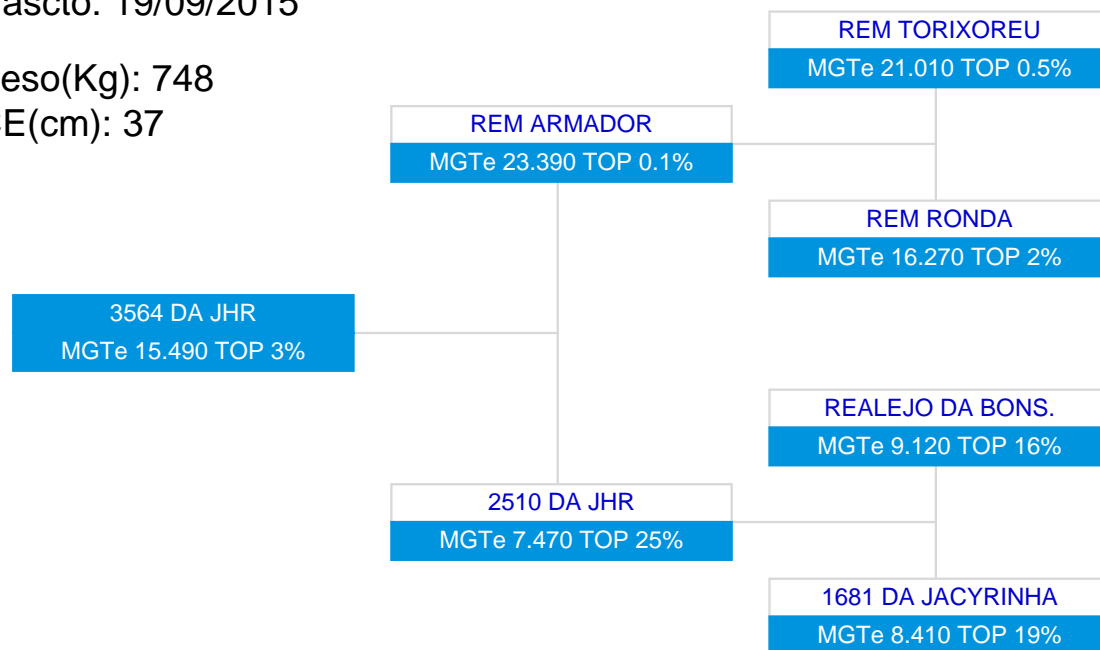 ascto: 19/09/2015
eso(Kg): 748
E(cm): 37
REM TORIXOREU
MGTe 21.010 TOP 0.5%
REM ARMADOR
MGTe 23.390 TOP 0.1%
REM RONDA
MGTe 16.270 TOP 2%
3564 DA JHR
MGTe 15.490 TOP 3%
REALEJO DA BONS.
MGTe 9.120 TOP 16%
2510 DA JHR
MGTe 7.470 TOP 25%
1681 DA JACYRINHA
MGTe 8.410 TOP 19%